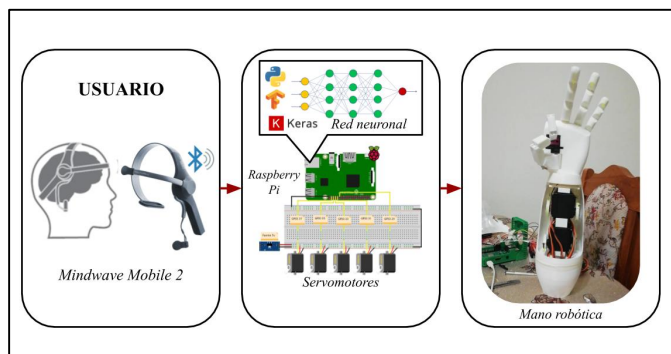 USUARIO
Mindwave Mobile 2
K Keras
Red neuronal
Raspberry
Pi
Servomotores
Mano robótica